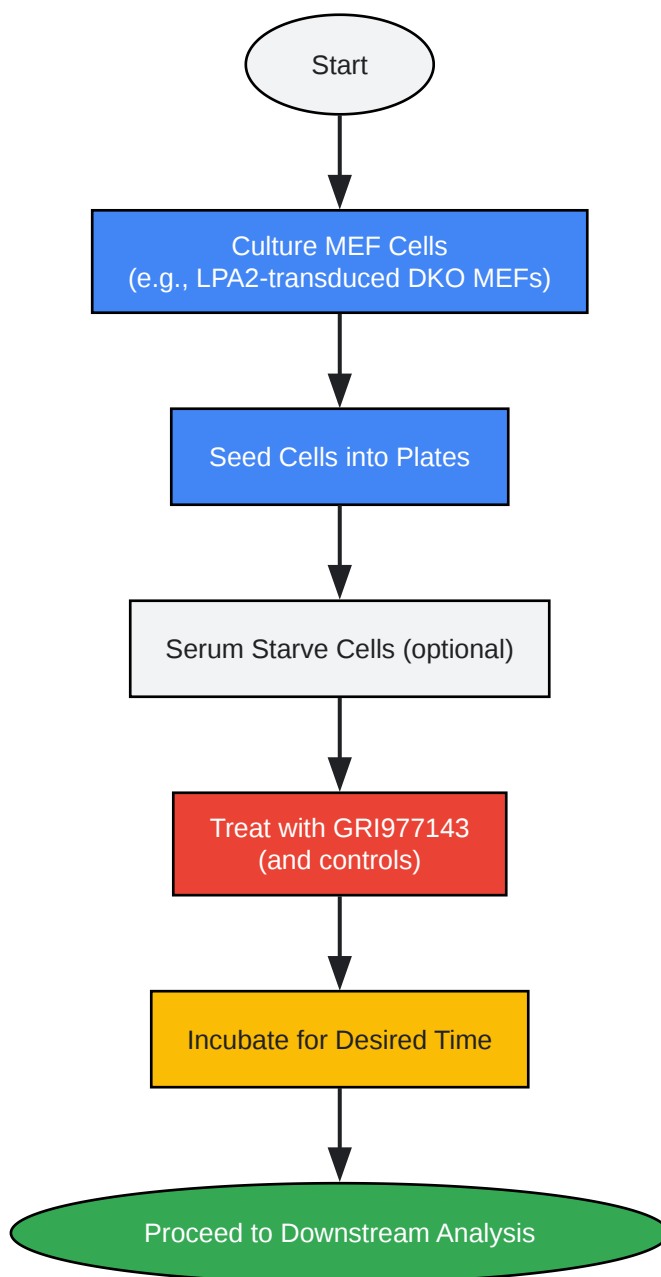 Start
Culture MEF Cells
(e.g., LPA2-transduced DKO MEFs)
Seed Cells into Plates
Serum Starve Cells (optional)
Treat with GRI977143
(and controls)
Incubate for Desired Time
Proceed to Downstream Analysis